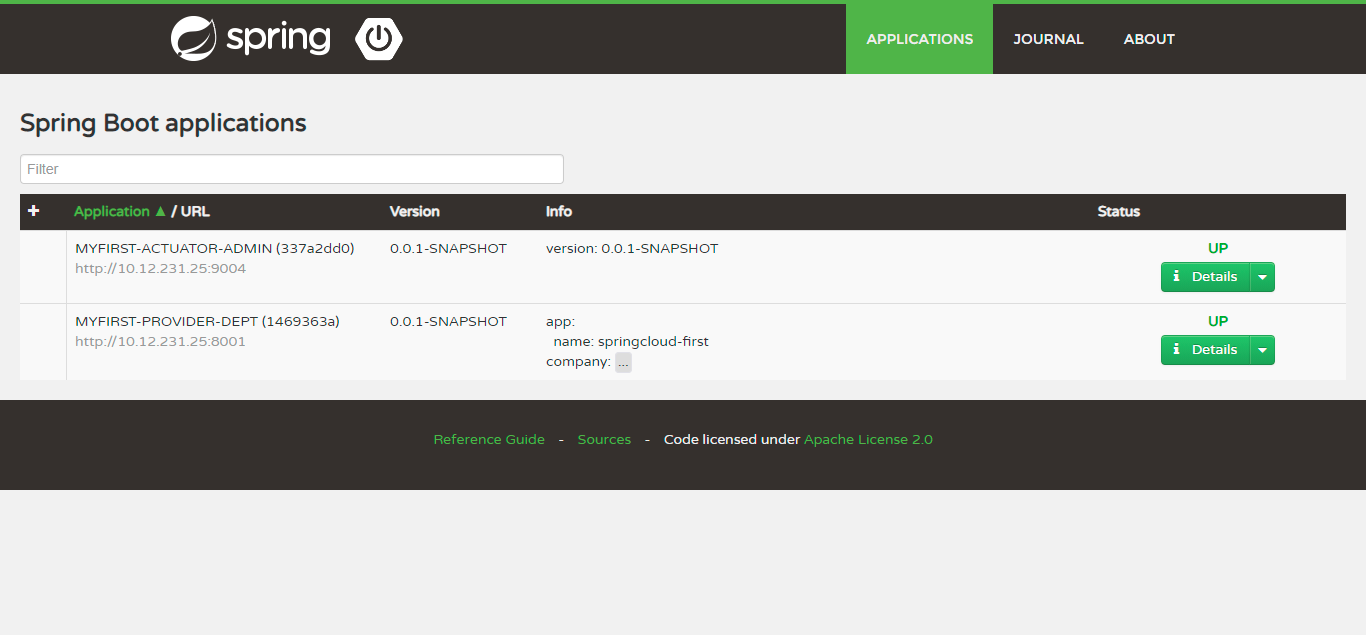 spring
APPLICATIONS JOURNAL ABOUT
Spring Boot applications
Filter
+ Application ▲ / URL Version Info Status
MYFIRST-ACTUATOR-ADMIN (337a2dd0) 0.0.1-SNAPSHOT version: 0.0.1-SNAPSHOT UP
http://10.12.231.25:9004
i Details
MYFIRST-PROVIDER-DEPT (1469363a) 0.0.1-SNAPSHOT app: UP
http://10.12.231.25:8001 name: springcloud-first
i Details
company: ...
Reference Guide - Sources - Code licensed under Apache License 2.0